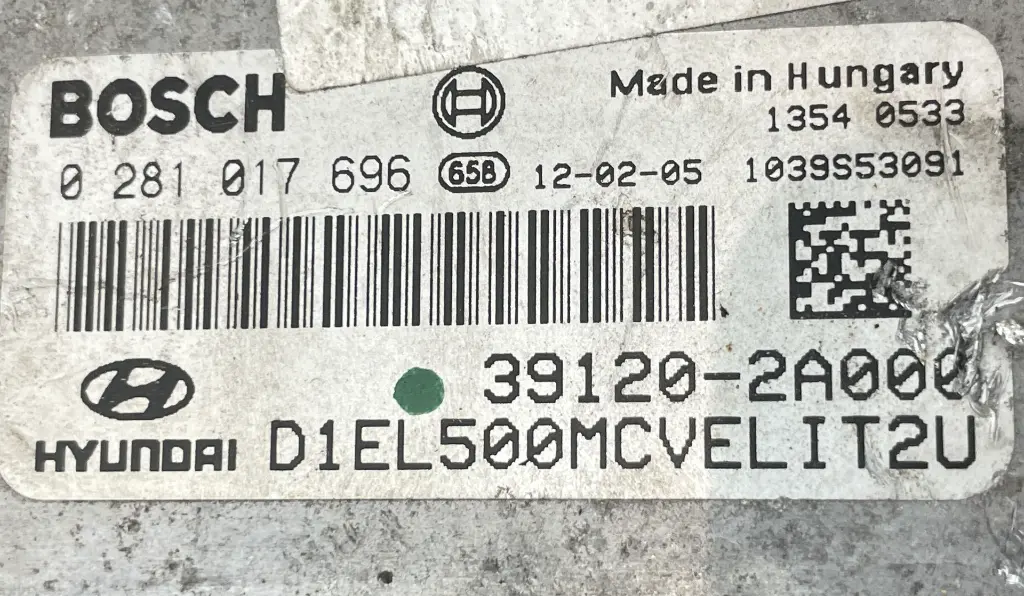 BOSCH
Made in Hungary
1354 0533
0 281 017 696 658 12-02-05 1039S53091
39120-2A000
HYUNDAI D1EL500MCVELIT2U